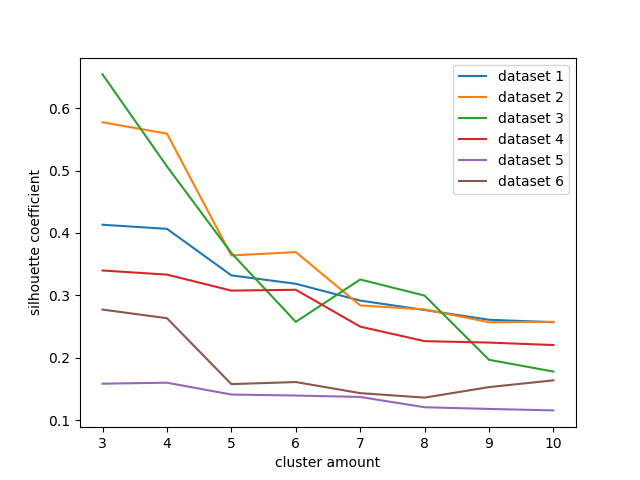 dataset 1
dataset 2
dataset 3
dataset 4
dataset 5
dataset 6
silhouette coefficient
0.6
0.5
0.4
0.3
0.2
0.1
3 4 5 6 7 8 9 10
cluster amount